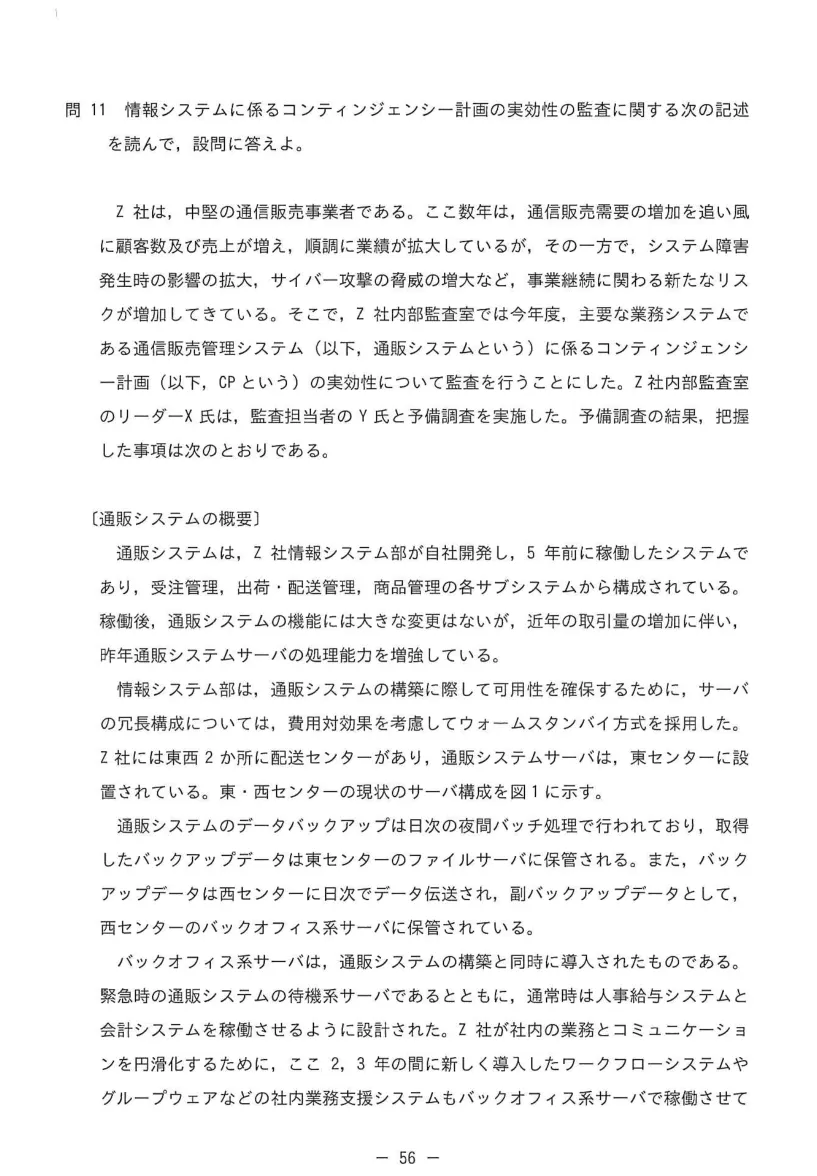 問 11 情報システムに係るコンティンジェンシー計画の実効性の監査に関する次の記述
を読んで，設問に答えよ。
Z 社は，中堅の通信販売事業者である。ここ数年は，通信販売需要の増加を追い風
に顧客数及び売上が増え，順調に業績が拡大しているが，その一方で，システム障害
発生時の影響の拡大，サイバー攻撃の脅威の増大など，事業継続に関わる新たなリス
クが増加してきている。そこで，Z 社内部監査室では今年度，主要な業務システムで
ある通信販売管理システム（以下，通販システムという）に係るコンティンジェンシ
ー計画（以下，CP という）の実効性について監査を行うことにした。Z 社内部監査室
のリーダーX 氏は，監査担当者の Y 氏と予備調査を実施した。予備調査の結果，把握
した事項は次のとおりである。
〔通販システムの概要〕
通販システムは，Z 社情報システム部が自社開発し，5 年前に稼働したシステムで
あり，受注管理，出荷・配送管理，商品管理の各サブシステムから構成されている。
稼働後，通販システムの機能には大きな変更はないが，近年の取引量の増加に伴い，
昨年通販システムサーバの処理能力を増強している。
情報システム部は，通販システムの構築に際して可用性を確保するために，サーバ
の冗長構成については，費用対効果を考慮してウォームスタンバイ方式を採用した。
Z 社には東西 2 か所に配送センターがあり，通販システムサーバは，東センターに設
置されている。東・西センターの現状のサーバ構成を図 1 に示す。
通販システムのデータバックアップは日次の夜間バッチ処理で行われており，取得
したバックアップデータは東センターのファイルサーバに保管される。また，バック
アップデータは西センターに日次でデータ伝送され，副バックアップデータとして，
西センターのバックオフィス系サーバに保管されている。
バックオフィス系サーバは，通販システムの構築と同時に導入されたものである。
緊急時の通販システムの待機系サーバであるとともに，通常時は人事給与システムと
会計システムを稼働させるように設計された。Z 社が社内の業務とコミュニケーショ
ンを円滑化するために，ここ 2，3 年の間に新しく導入したワークフローシステムや
グループウェアなどの社内業務支援システムもバックオフィス系サーバで稼働させて
— 56 —